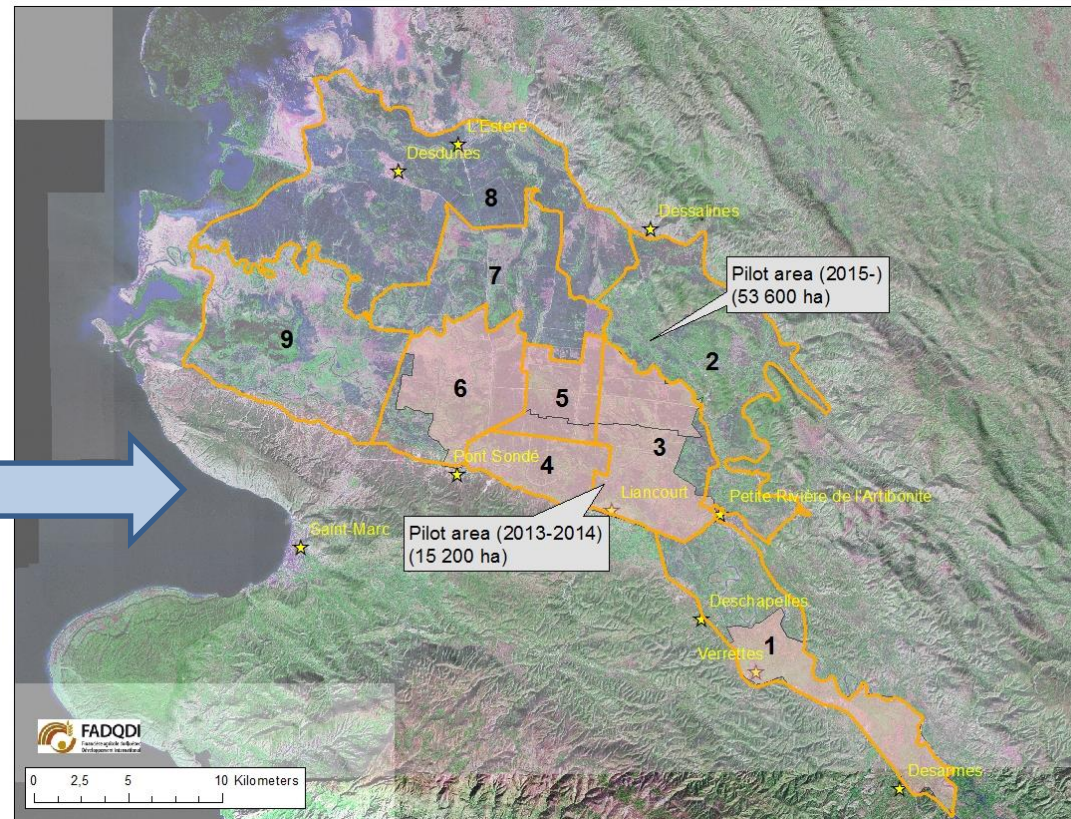 L'Estère
Desdunes
8
Dessalines
Pilot area (2015-)
(53 600 ha)
7
9
2
6
5
3
4
Pont Sondé
Liancourt
Petite Rivière de l'Artibonite
Pilot area (2013-2014)
(15 200 ha)
Saint-Marc
Deschapelles
1
Verrettes
FADQDI
0 2,5 5 10 Kilometers
Desarmes